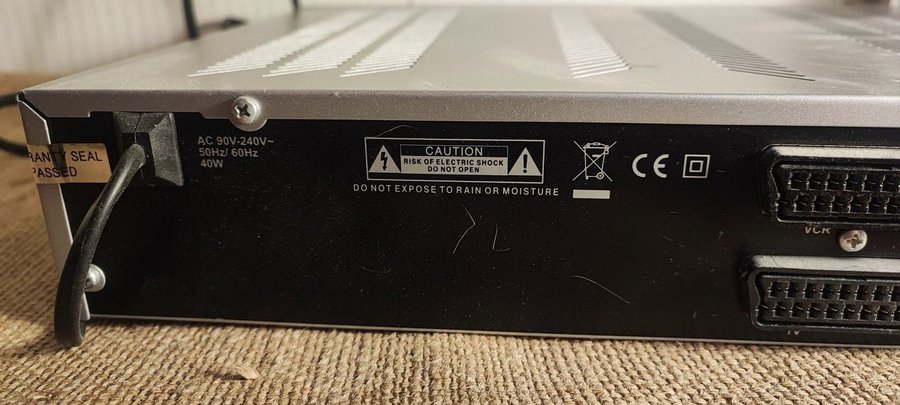 RANTY SEAL
PASSED
AC 90V-240V~
50Hz/ 60Hz
40W
CAUTION
RISK OF ELECTRIC SHOCK
DO NOT OPEN
DO NOT EXPOSE TO RAIN OR MOISTURE
CE
VCR
TV